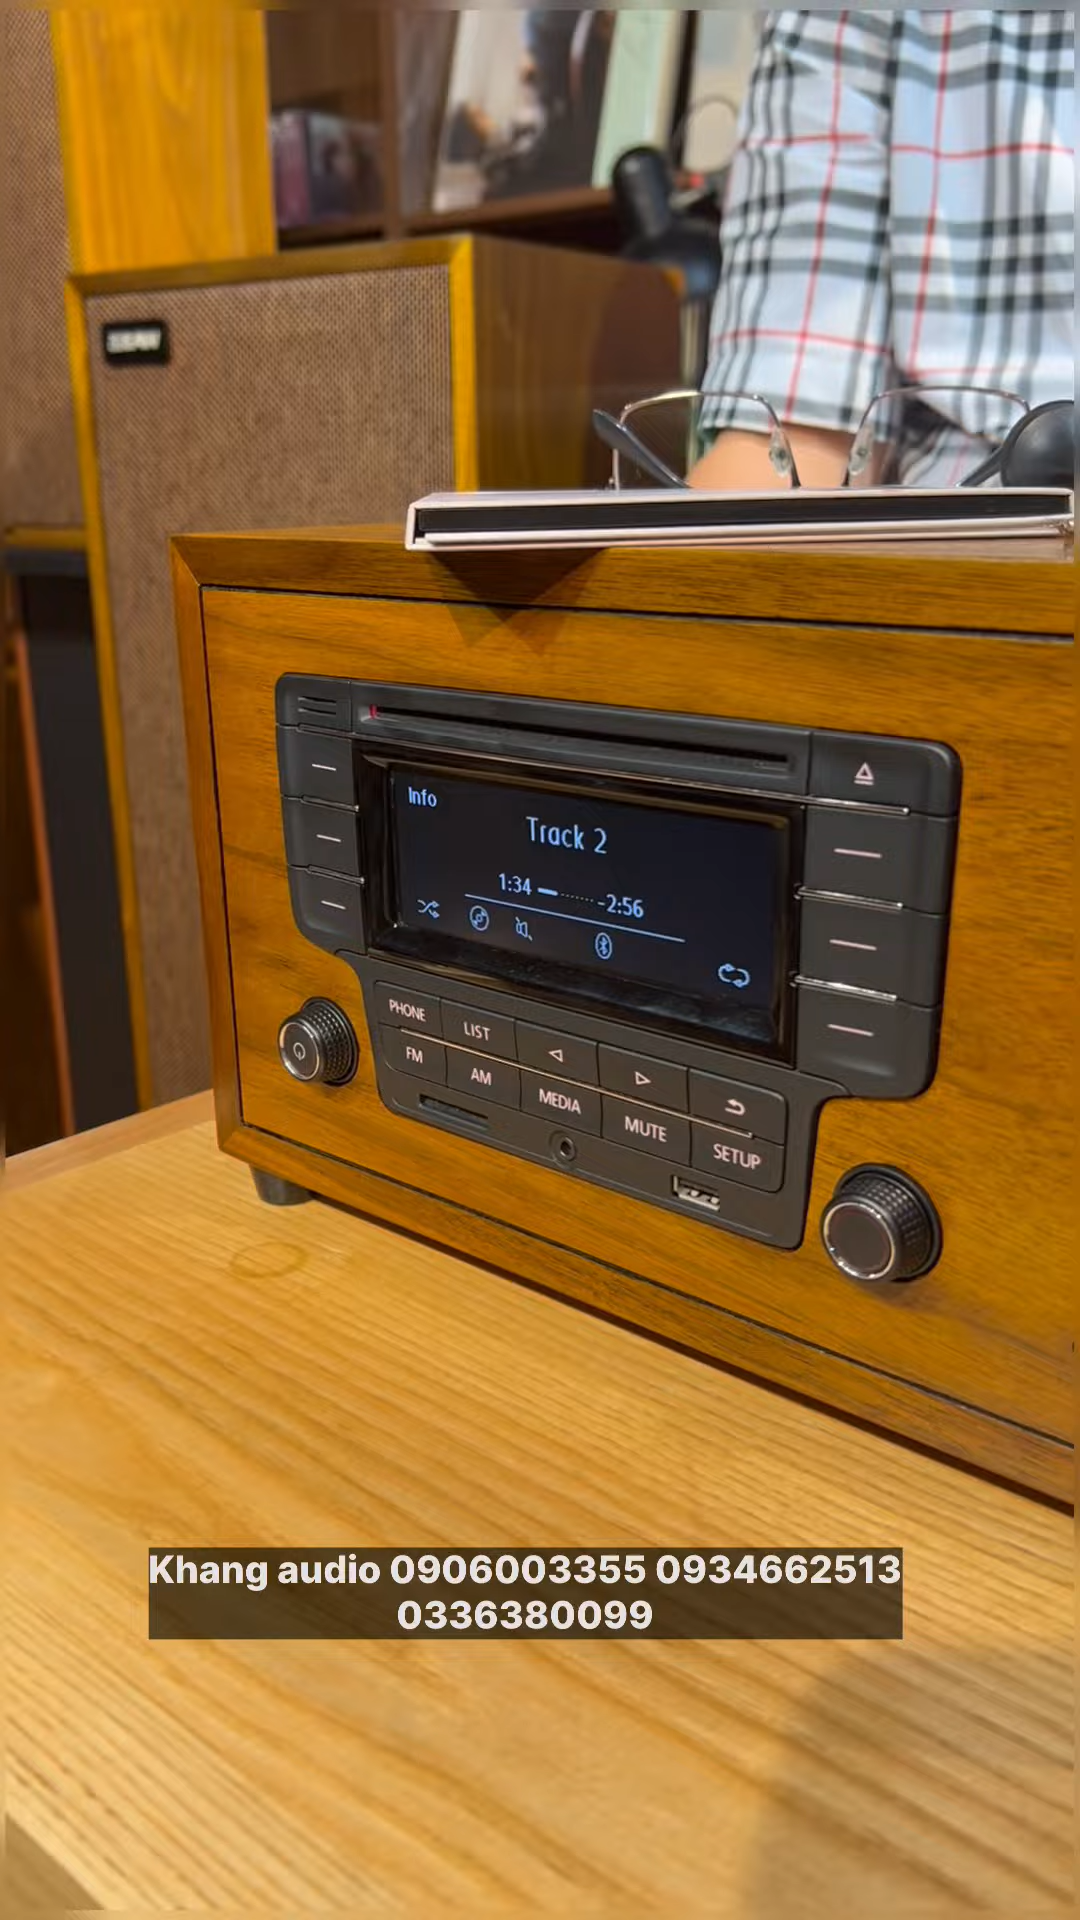 Info
Track 2
1:34 -2:56
PHONE
LIST
FM
AM
MEDIA
MUTE
SETUP
Khang audio 0906003355 0934662513
0336380099